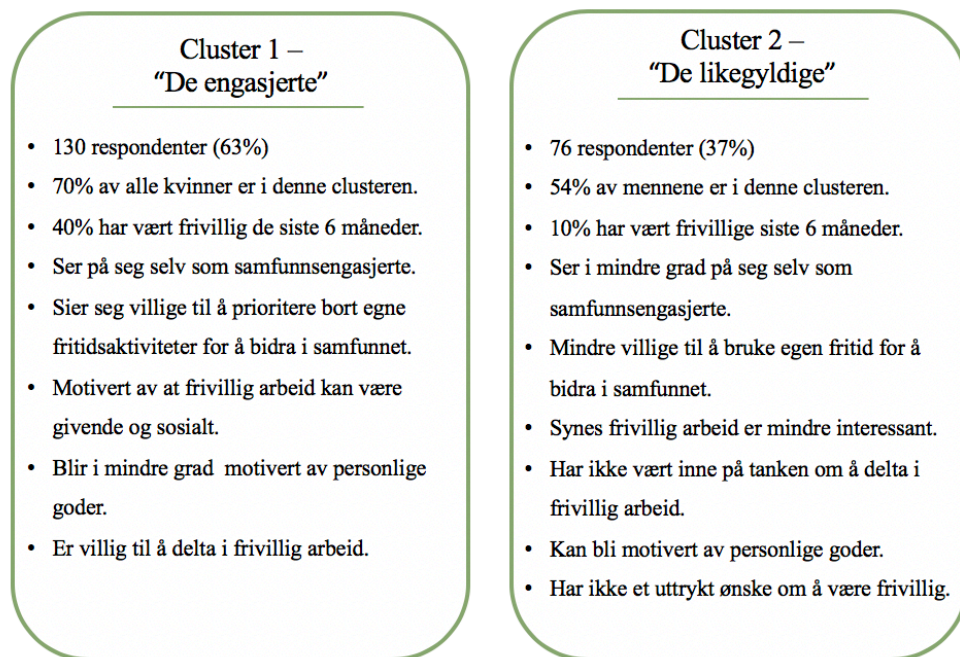 Cluster 1 –
“De engasjerte”
• 130 respondenter (63%)
• 70% av alle kvinner er i denne clusteren.
• 40% har vært frivillig de siste 6 måneder.
• Ser på seg selv som samfunnsengasjerte.
• Sier seg villige til å prioritere bort egne
fritidsaktiviteter for å bidra i samfunnet.
• Motivert av at frivillig arbeid kan være
givende og sosialt.
• Blir i mindre grad motivert av personlige
goder.
• Er villig til å delta i frivillig arbeid.
Cluster 2 –
“De likegyldige”
• 76 respondenter (37%)
• 54% av mennene er i denne clusteren.
• 10% har vært frivillige siste 6 måneder.
• Ser i mindre grad på seg selv som
samfunnsengasjerte.
• Mindre villige til å bruke egen fritid for å
bidra i samfunnet.
• Synes frivillig arbeid er mindre interessant.
• Har ikke vært inne på tanken om å delta i
frivillig arbeid.
• Kan bli motivert av personlige goder.
• Har ikke et uttrykt ønske om å være frivillig.